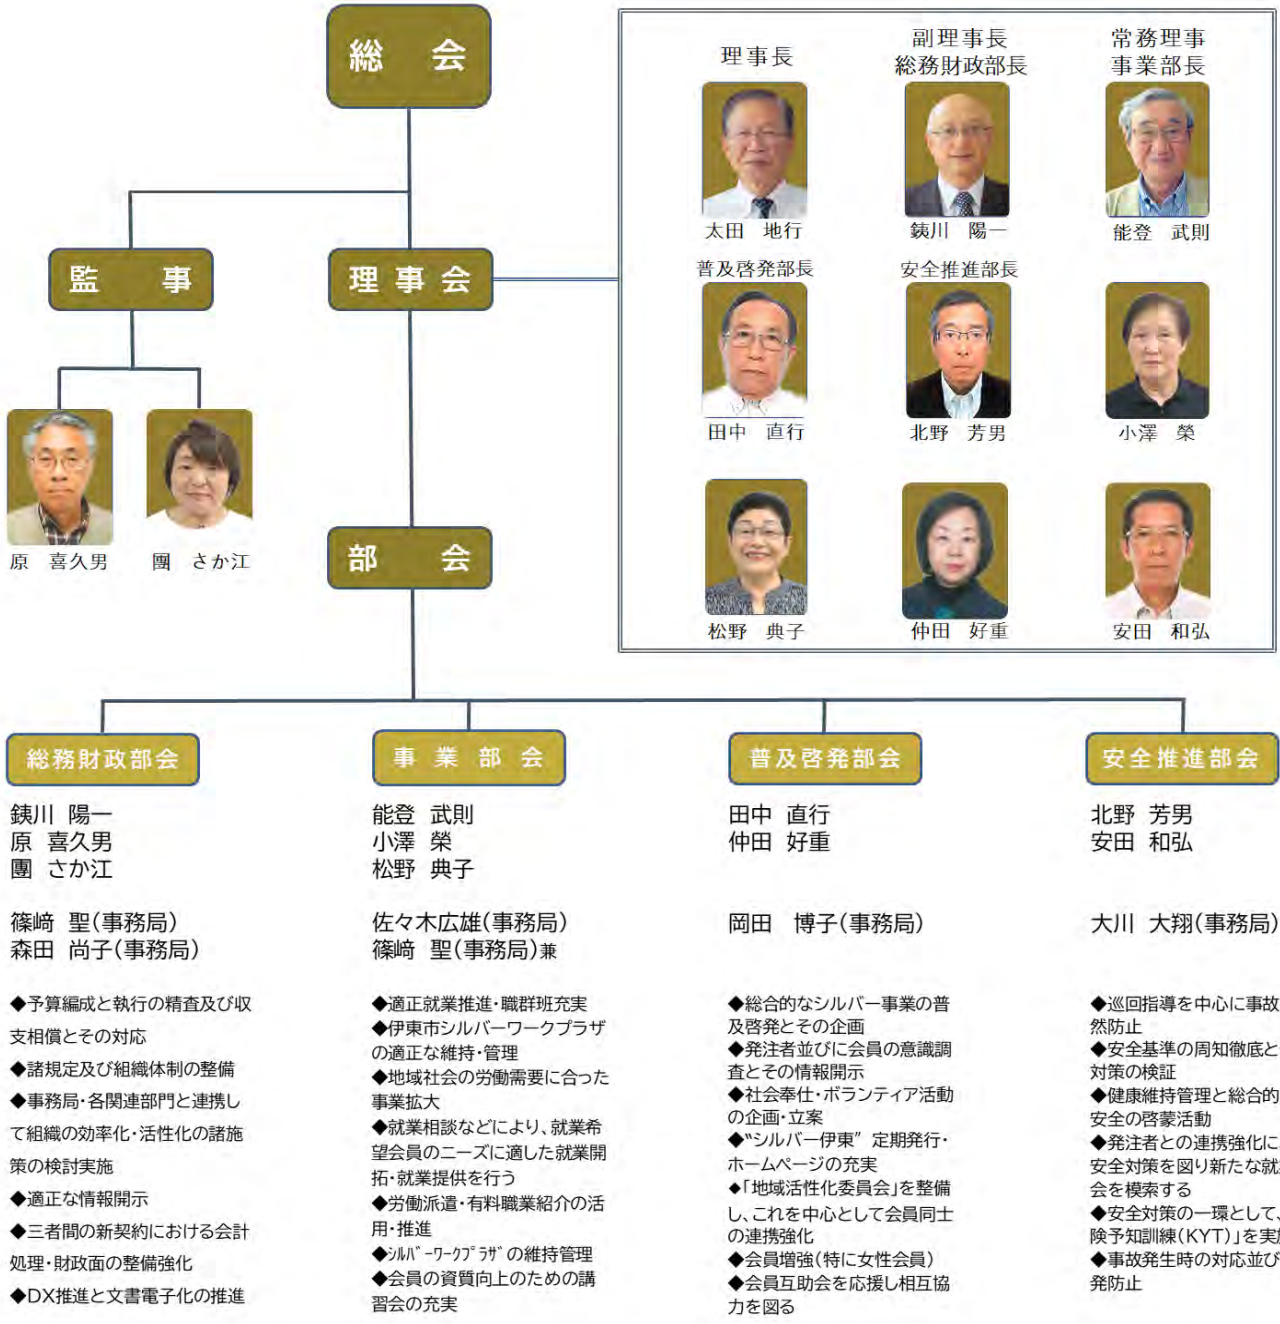 総　会
理事長
副理事長
総務財政部長
常務理事
事業部長
太田　地行
銕川　陽一
能登　武則
監　事
理 事 会
普及啓発部長
安全推進部長
田中　直行
北野　芳男
小澤　榮
原　喜久男
團　さか江
部　会
松野　典子
仲田　好重
安田　和弘
総務財政部会
銕川 陽一
原 喜久男
團 さか江
篠﨑 聖(事務局)
森田 尚子(事務局)
◆予算編成と執行の精査及び収
支相償とその対応
◆諸規定及び組織体制の整備
◆事務局・各関連部門と連携し
て組織の効率化・活性化の諸施
策の検討実施
◆適正な情報開示
◆三者間の新契約における会計
処理・財政面の整備強化
◆DX推進と文書電子化の推進
事 業 部 会
能登 武則
小澤 榮
松野 典子
佐々木広雄(事務局)
篠﨑 聖(事務局)兼
◆適正就業推進・職群班充実
◆伊東市シルバーワークプラザ
の適正な維持・管理
◆地域社会の労働需要に合った
事業拡大
◆就業相談などにより、就業希
望会員のニーズに適した就業開
拓・就業提供を行う
◆労働派遣・有料職業紹介の活
用・推進
◆ｼﾙﾊﾞｰﾜｰｸﾌﾟﾗｻﾞの維持管理
◆会員の資質向上のための講
習会の充実
普及啓発部会
田中 直行
仲田 好重
岡田　博子(事務局)
◆総合的なシルバー事業の普
及啓発とその企画
◆発注者並びに会員の意識調
査とその情報開示
◆社会奉仕・ボランティア活動
の企画・立案
◆“シルバー伊東” 定期発行・
ホームページの充実
◆「地域活性化委員会」を整備
し、これを中心として会員同士
の連携強化
◆会員増強(特に女性会員)
◆会員互助会を応援し相互協
力を図る
安全推進部会
北野 芳男
安田 和弘
大川 大翔(事務局)
◆巡回指導を中心に事故
然防止
◆安全基準の周知徹底と
対策の検証
◆健康維持管理と総合的
安全の啓蒙活動
◆発注者との連携強化に
安全対策を図り新たな就
会を模索する
◆安全対策の一環として、
険予知訓練(KYT)」を実
◆事故発生時の対応並び
発防止